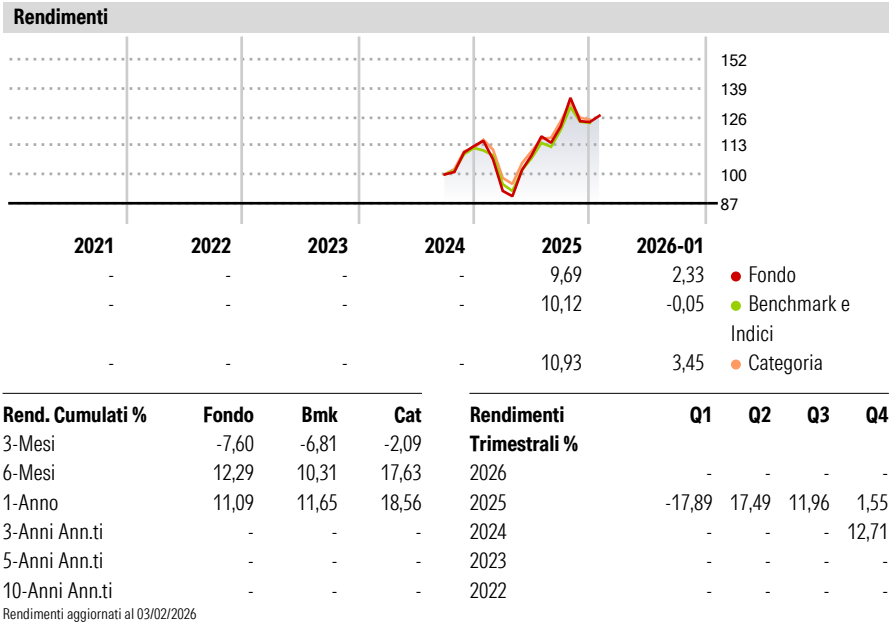 Rendimenti
152
139
126
113
100
87
2021 2022 2023 2024 2025 2026-01
- - - - 9,69 2,33 Fondo
- - - - 10,12 -0,05 Benchmark e
Indici
- - - - 10,93 3,45 Categoria
Rend. Cumulati % Fondo Bmk Cat
3-Mesi -7,60 -6,81 -2,09
6-Mesi 12,29 10,31 17,63
1-Anno 11,09 11,65 18,56
3-Anni Ann.ti - - -
5-Anni Ann.ti - - -
10-Anni Ann.ti - - -
Rendimenti Q1 Q2 Q3 Q4
Trimestrali %
2026 - - - -
2025 -17,89 17,49 11,96 1,55
2024 - - - 12,71
2023 - - - -
2022 - - - -
Rendimenti aggiornati al 03/02/2026